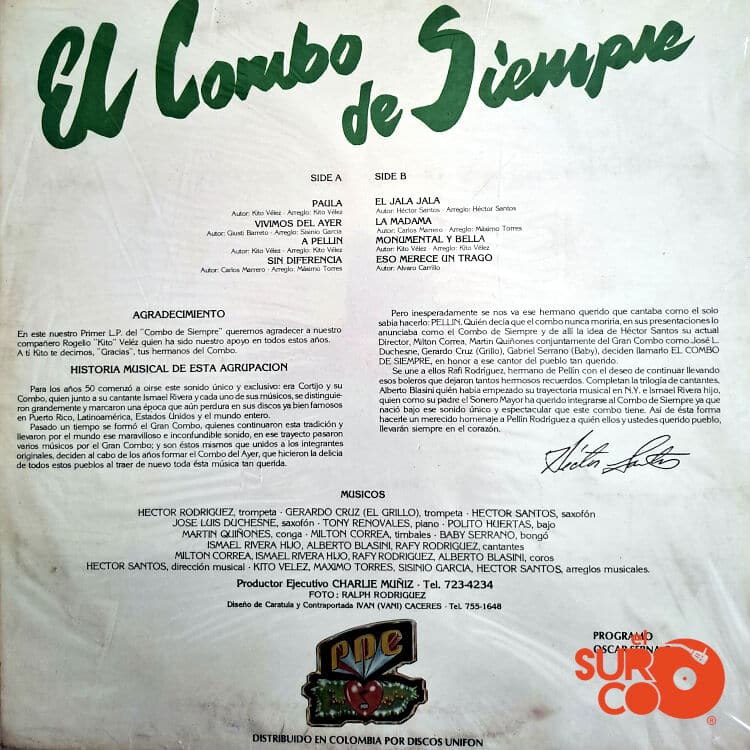 El Combo
de Siempre
SIDE A
PAULA
Autor: Kito Vélez - Arreglo: Kito Vélez
VIVIMOS DEL AYER
Autor: Giusti Barreto - Arreglo: Sisinio García
A PELLIN
Autor: Kito Vélez - Arreglo: Kito Vélez
SIN DIFERENCIA
Autor: Carlos Marrero - Arreglo: Máximo Torres
SIDE B
EL JALA JALA
Autor: Héctor Santos - Arreglo: Héctor Santos
LA MADAMA
Autor: Carlos Marrero - Arreglo: Máximo Torres
MONUMENTAL Y BELLA
Autor: Kito Vélez - Arreglo: Kito Vélez
ESO MERECE UN TRAGO
Autor: Alvaro Carrillo
AGRADECIMIENTO
En este nuestro Primer L.P. del "Combo de Siempre" queremos agradecer a nuestro
compañero Rogelio "Kito" Veléz quien ha sido nuestro apoyo en todos estos años.
A tí Kito te decimos, "Gracias", tus hermanos del Combo.
HISTORIA MUSICAL DE ESTA AGRUPACION
Para los años 50 comenzó a oirse este sonido único y exclusivo: era Cortijo y su
Combo, quien junto a su cantante Ismael Rivera y cada uno de sus músicos, se distinguie-
ron grandemente y marcaron una época que aún perdura en sus discos ya bien famosos
en Puerto Rico, Latinoamérica, Estados Unidos y el mundo entero.
Pasado un tiempo se formó el Gran Combo, quienes continuaron esta tradición y
llevaron por el mundo ese maravilloso e inconfundible sonido, en ese trayecto pasaron
varios músicos por el Gran Combo; y son éstos mismos que unidos a los integrantes
originales, deciden al cabo de los años formar el Combo del Ayer, que hicieron la delicia
de todos estos pueblos al traer de nuevo toda ésta música tan querida.
Pero inesperadamente se nos va ese hermano querido que cantaba como el solo
sabía hacerlo: PELLIN. Quién decía que el combo nunca moriría, en sus presentaciones lo
anunciaba como el Combo de Siempre y de allí la idea de Héctor Santos su actual
Director, Milton Correa, Martin Quiñones conjuntamente del Gran Combo como José L.
Duchesne, Gerardo Cruz (Grillo), Gabriel Serrano (Baby), deciden llamarlo EL COMBO
DE SIEMPRE, en honor a ese cantor del pueblo tan querido.
Se une a ellos Rafi Rodríguez, hermano de Pellín con el deseo de continuar llevando
esos boleros que dejaron tantos hermosos recuerdos. Completan la trilogía de cantantes,
Alberto Blasini quién habia empezado su trayectoria musical en N.Y. e Ismael Rivera hijo,
quien como su padre el Sonero Mayor ha querido integrarse al Combo de Siempre ya que
nació bajo ese sonido único y espectacular que este combo tiene. Así de ésta forma
hacerle un merecido homenaje a Pellín Rodríguez a quién ellos y ustedes querido pueblo,
llevarán siempre en el corazón.
Héctor Santos
MUSICOS
HECTOR RODRIGUEZ, trompeta - GERARDO CRUZ (EL GRILLO), trompeta - HECTOR SANTOS, saxofón
JOSE LUIS DUCHESNE, saxofón - TONY RENOVALES, piano - POLITO HUERTAS, bajo
MARTIN QUIÑONES, conga - MILTON CORREA, timbales - BABY SERRANO, bongó
ISMAEL RIVERA HIJO, ALBERTO BLASINI, RAFY RODRIGUEZ, cantantes
MILTON CORREA, ISMAEL RIVERA HIJO, RAFY RODRIGUEZ, ALBERTO BLASINI, coros
HECTOR SANTOS, dirección musical - KITO VELEZ, MAXIMO TORRES, SISINIO GARCIA, HECTOR SANTOS, arreglos musicales.
Productor Ejecutivo CHARLIE MUÑIZ - Tel. 723-4234
FOTO: RALPH RODRIGUEZ
Diseño de Caratula y Contraportada IVAN (VANI) CACERES - Tel. 755-1648
PDC
PROGRAMO
OSCAR
el
SUR
CO
®
DISTRIBUIDO EN COLOMBIA POR DISCOS UNIFON